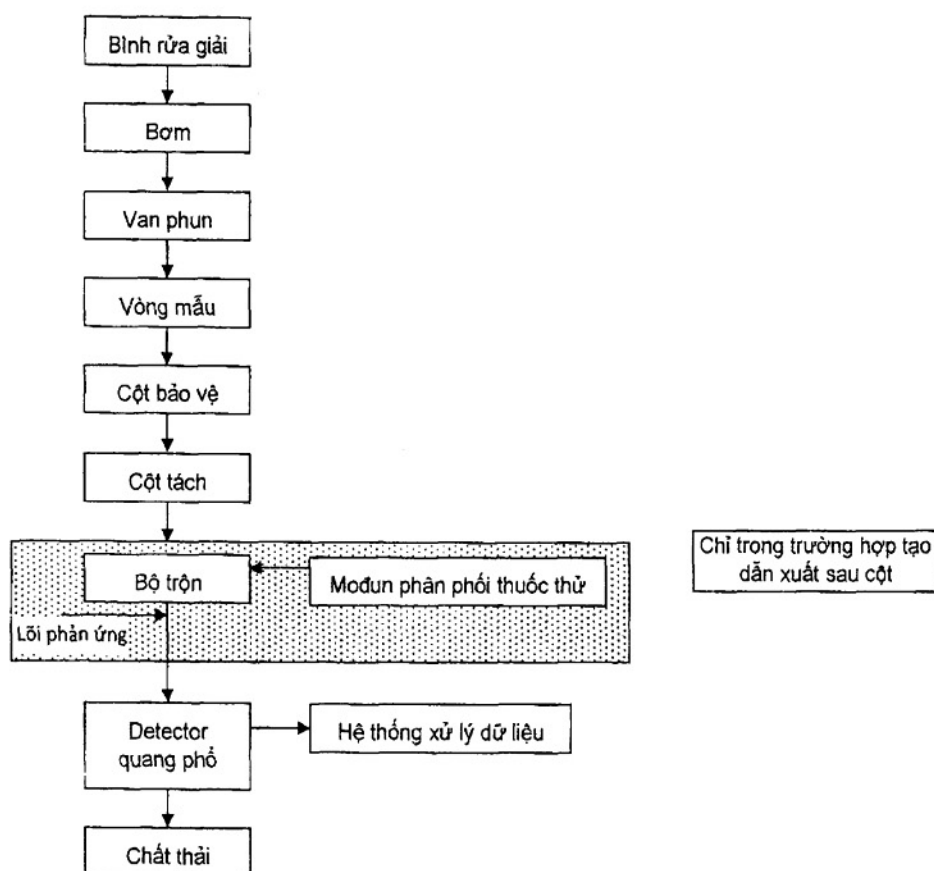 Bình rửa giải
Bơm
Van phun
Vòng mẫu
Cột bảo vệ
Cột tách
Bộ trộn
Mođun phân phối thuốc thử
Chỉ trong trường hợp tạo
dẫn xuất sau cột
Lõi phản ứng
Detector
quang phổ
Hệ thống xử lý dữ liệu
Chất thải